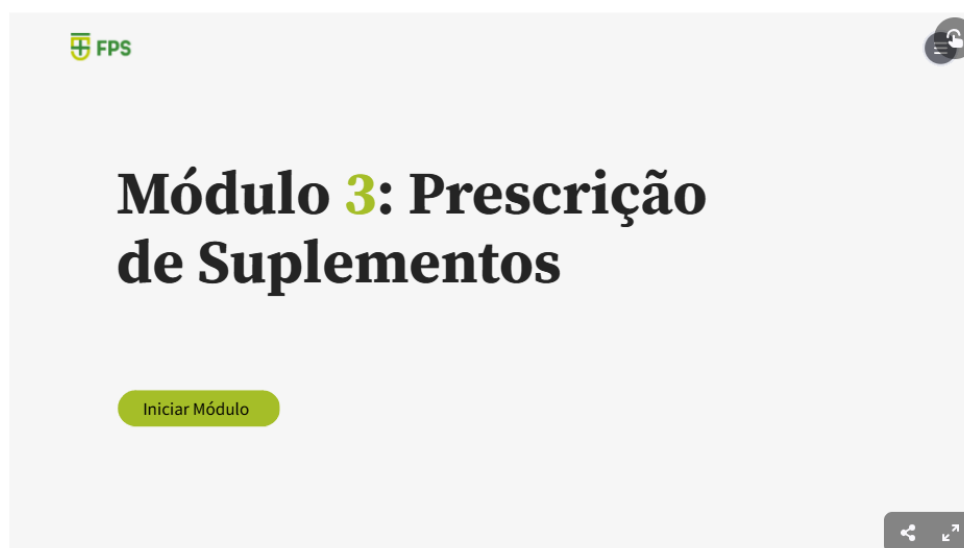 FPS
Módulo 3: Prescrição
de Suplementos
Iniciar Módulo